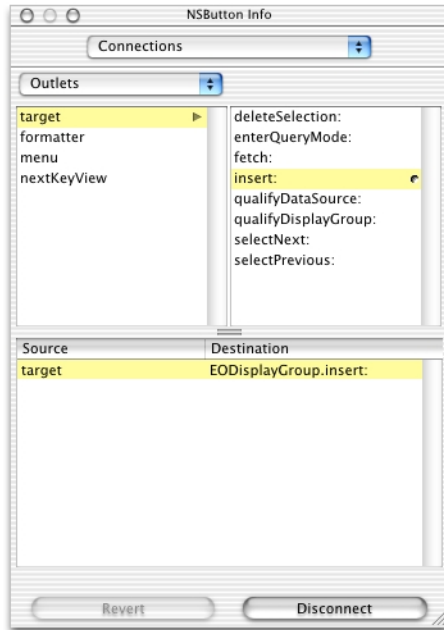 NSButton Info
Connections
Outlets
target
formatter
menu
nextKeyView
deleteSelection:
enterQueryMode:
fetch:
insert:
qualifyDataSource:
qualifyDisplayGroup:
selectNext:
selectPrevious:
Source Destination
target EODisplayGroup.insert:
Revert Disconnect